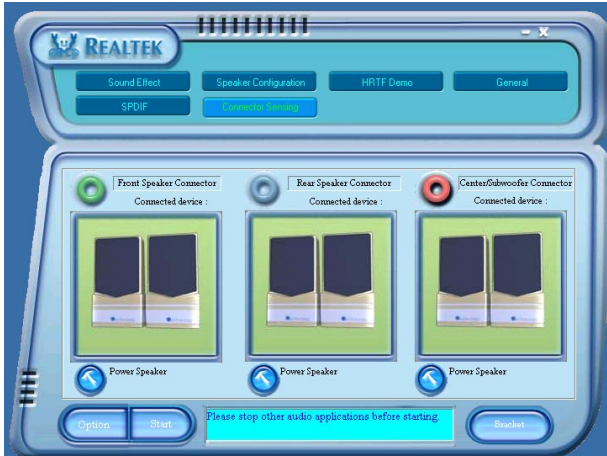 REALTEK
Sound Effect
Speaker Configuration
HRTF Demo
General
SPDIF
Connector Sensing
Front Speaker Connector
Rear Speaker Connector
Center/Subwoofer Connector
Connected device :
Connected device :
Connected device :
Power Speaker
Power Speaker
Power Speaker
Option
Start
Please stop other audio applications before starting.
Bracket